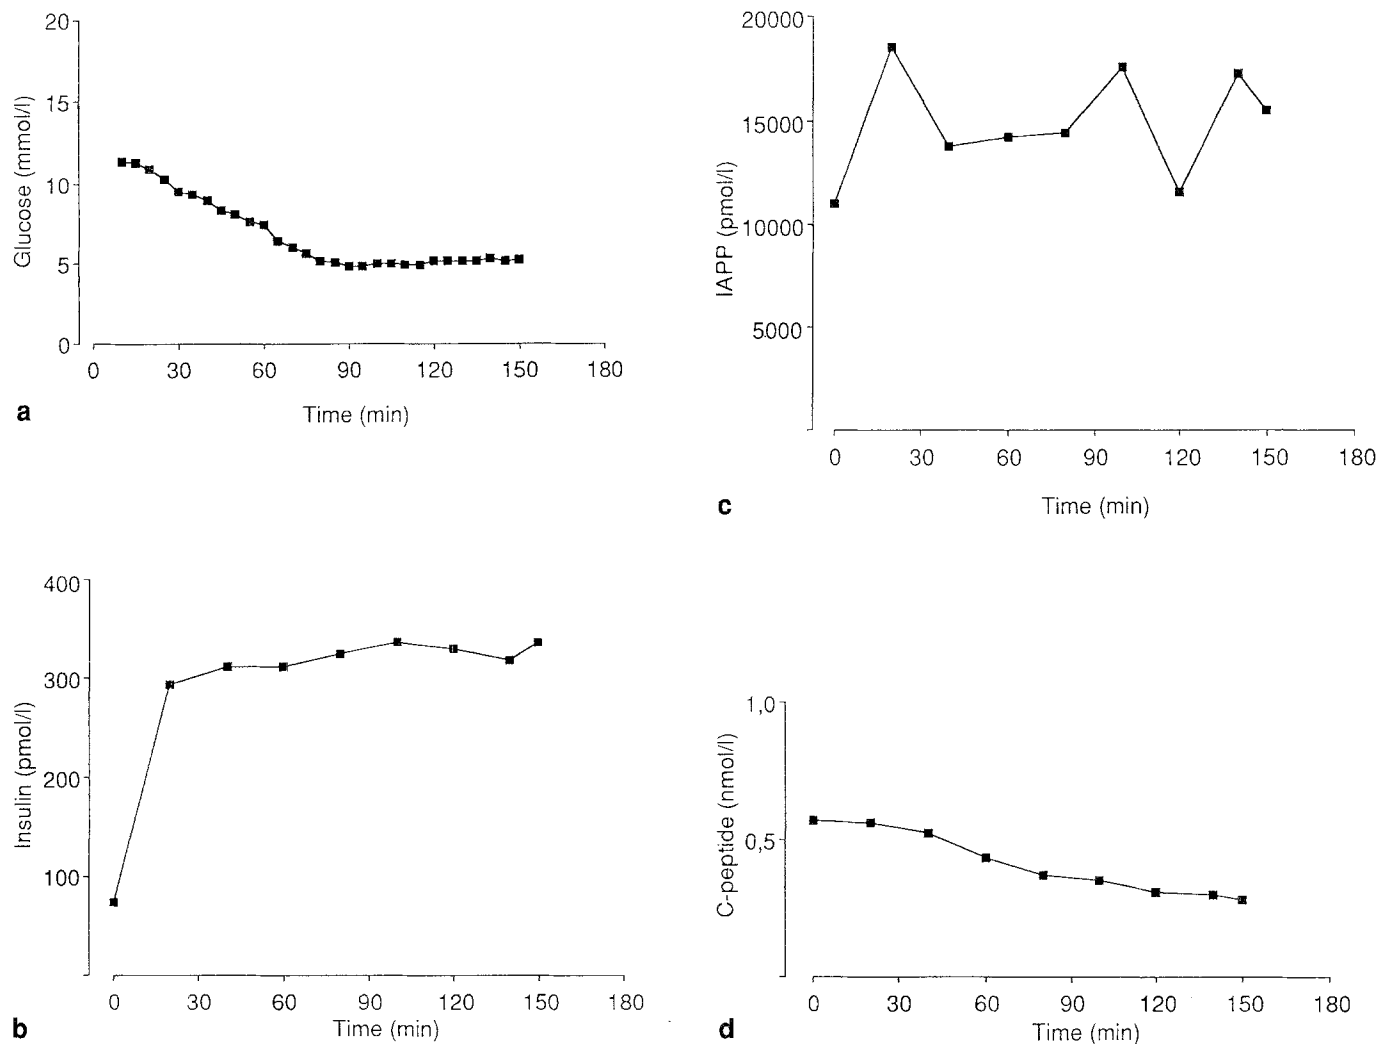 20
15
10
5
0
Glucose (mmol/l)
0 30 60 90 120 150 180
Time (min)
a
20000
15000
10000
5000
IAPP (pmol/l)
0 30 60 90 120 150 180
Time (min)
c
400
300
200
100
Insulin (pmol/l)
0 30 60 90 120 150 180
Time (min)
b
1,0
0,5
C-peptide (nmol/l)
0 30 60 90 120 150 180
Time (min)
d